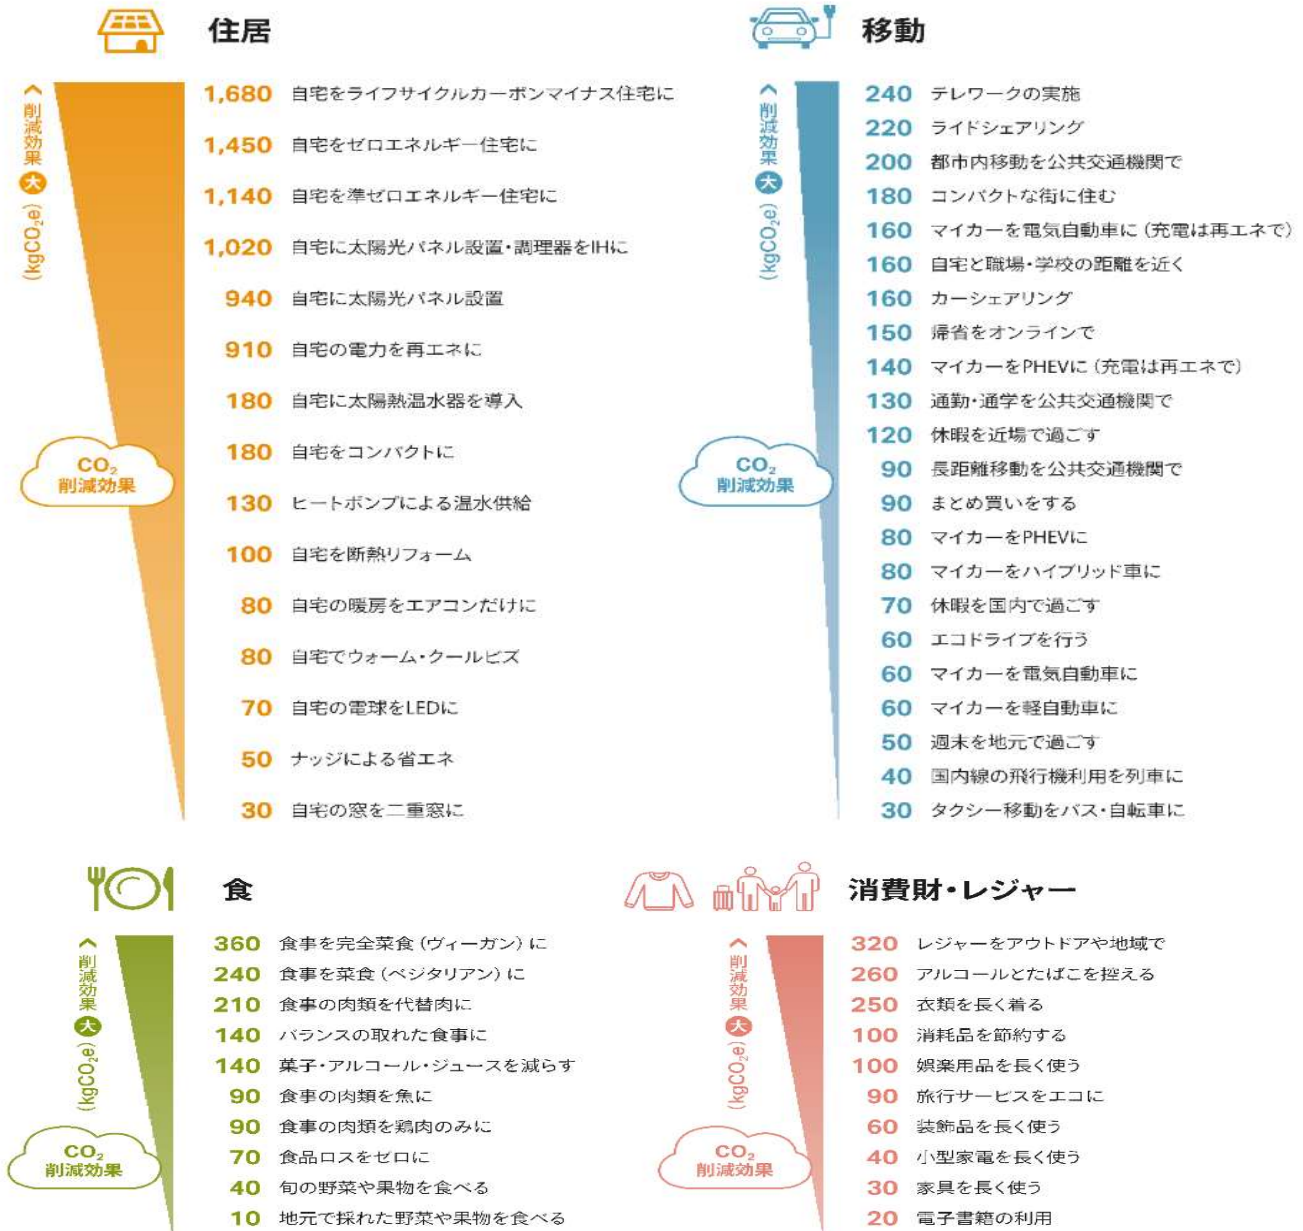 住居
削減効果 大 (kgCO₂e)
1,680 自宅をライフサイクルカーボンマイナス住宅に
1,450 自宅をゼロエネルギー住宅に
1,140 自宅を準ゼロエネルギー住宅に
1,020 自宅に太陽光パネル設置・調理器をIHに
940 自宅に太陽光パネル設置
910 自宅の電力を再エネに
180 自宅に太陽熱温水器を導入
180 自宅をコンパクトに
130 ヒートポンプによる温水供給
100 自宅を断熱リフォーム
80 自宅の暖房をエアコンだけに
80 自宅でウォーム・クールビズ
70 自宅の電球をLEDに
50 ナッジによる省エネ
30 自宅の窓を二重窓に
CO₂
削減効果
移動
削減効果 大 (kgCO₂e)
240 テレワークの実施
220 ライドシェアリング
200 都市内移動を公共交通機関で
180 コンパクトな街に住む
160 マイカーを電気自動車に（充電は再エネで）
160 自宅と職場・学校の距離を近く
160 カーシェアリング
150 帰省をオンラインで
140 マイカーをPHEVに（充電は再エネで）
130 通勤・通学を公共交通機関で
120 休暇を近場で過ごす
90 長距離移動を公共交通機関で
90 まとめ買いをする
80 マイカーをPHEVに
80 マイカーをハイブリッド車に
70 休暇を国内で過ごす
60 エコドライブを行う
60 マイカーを電気自動車に
60 マイカーを軽自動車に
50 週末を地元で過ごす
40 国内線の飛行機利用を列車に
30 タクシー移動をバス・自転車に
CO₂
削減効果
食
削減効果 大 (kgCO₂e)
360 食事を完全菜食（ヴィーガン）に
240 食事を菜食（ベジタリアン）に
210 食事の肉類を代替肉に
140 バランスの取れた食事に
140 菓子・アルコール・ジュースを減らす
90 食事の肉類を魚に
90 食事の肉類を鶏肉のみに
70 食品ロスをゼロに
40 旬の野菜や果物を食べる
10 地元で採れた野菜や果物を食べる
CO₂
削減効果
消費財・レジャー
削減効果 大 (kgCO₂e)
320 レジャーをアウトドアや地域で
260 アルコールとたばこを控える
250 衣類を長く着る
100 消耗品を節約する
100 娯楽用品を長く使う
90 旅行サービスをエコに
60 装飾品を長く使う
40 小型家電を長く使う
30 家具を長く使う
20 電子書籍の利用
CO₂
削減効果